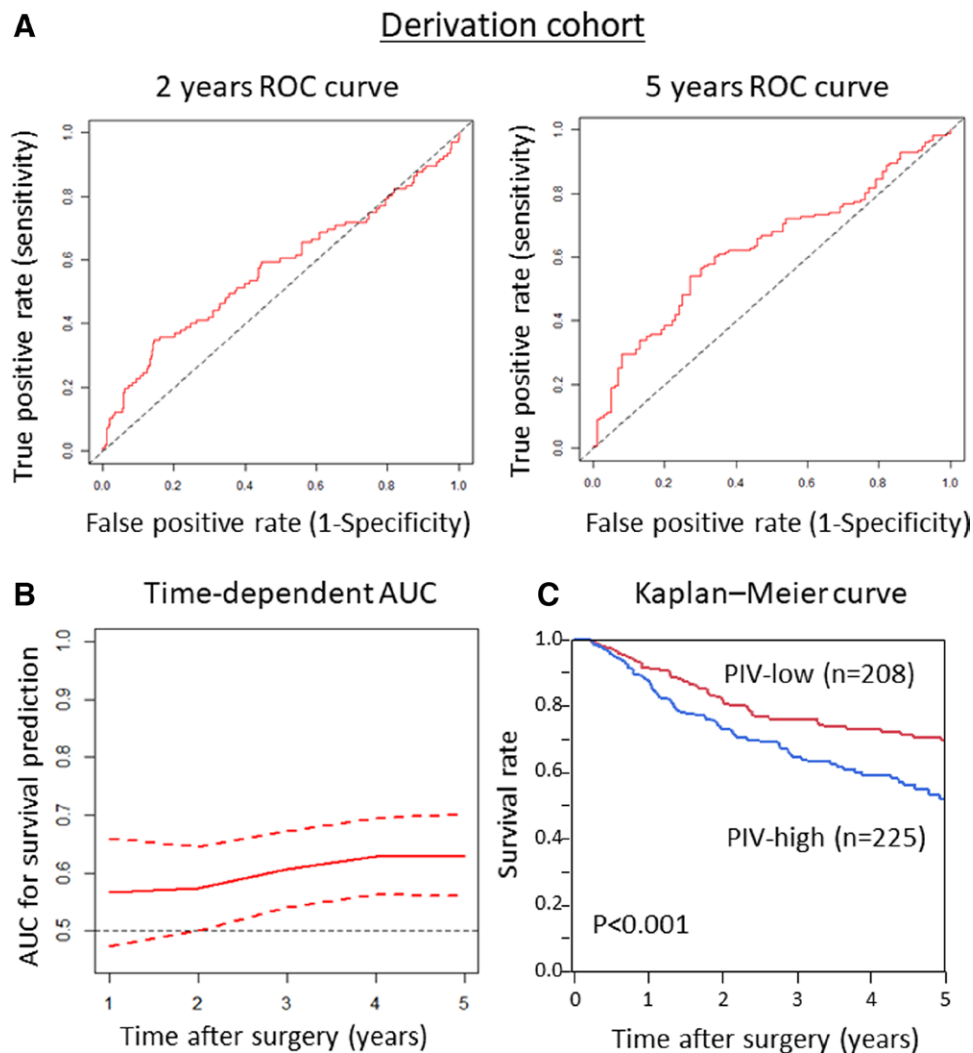 A
Derivation cohort
2 years ROC curve
True positive rate (sensitivity)
1.0
0.8
0.6
0.4
0.2
0.0
0.0 0.2 0.4 0.6 0.8 1.0
False positive rate (1-Specificity)
5 years ROC curve
True positive rate (sensitivity)
1.0
0.8
0.6
0.4
0.2
0.0
0.0 0.2 0.4 0.6 0.8 1.0
False positive rate (1-Specificity)
B
Time-dependent AUC
AUC for survival prediction
1.0
0.9
0.8
0.7
0.6
0.5
1 2 3 4 5
Time after surgery (years)
C
Kaplan–Meier curve
Survival rate
1.0
0.8
0.6
0.4
0.2
0.0
PIV-low (n=208)
PIV-high (n=225)
P<0.001
0 1 2 3 4 5
Time after surgery (years)